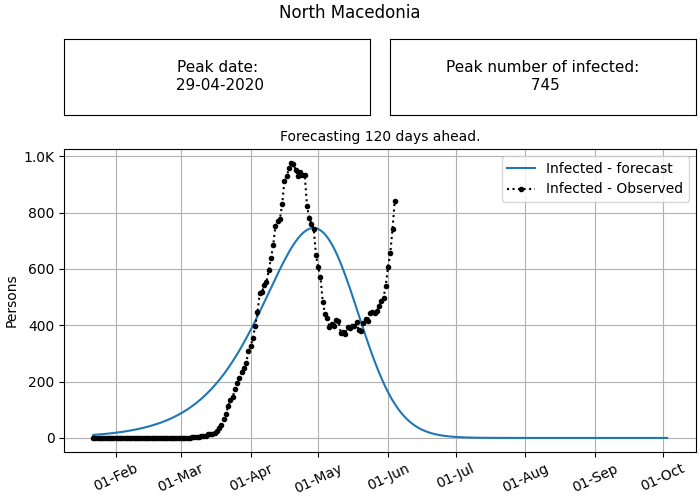 North Macedonia
Peak date:
29-04-2020
Peak number of infected:
745
Forecasting 120 days ahead.
Infected - forecast
Infected - Observed
1.0K
800
600
400
200
0
Persons
01-Feb
01-Mar
01-Apr
01-May
01-Jun
01-Jul
01-Aug
01-Sep
01-Oct